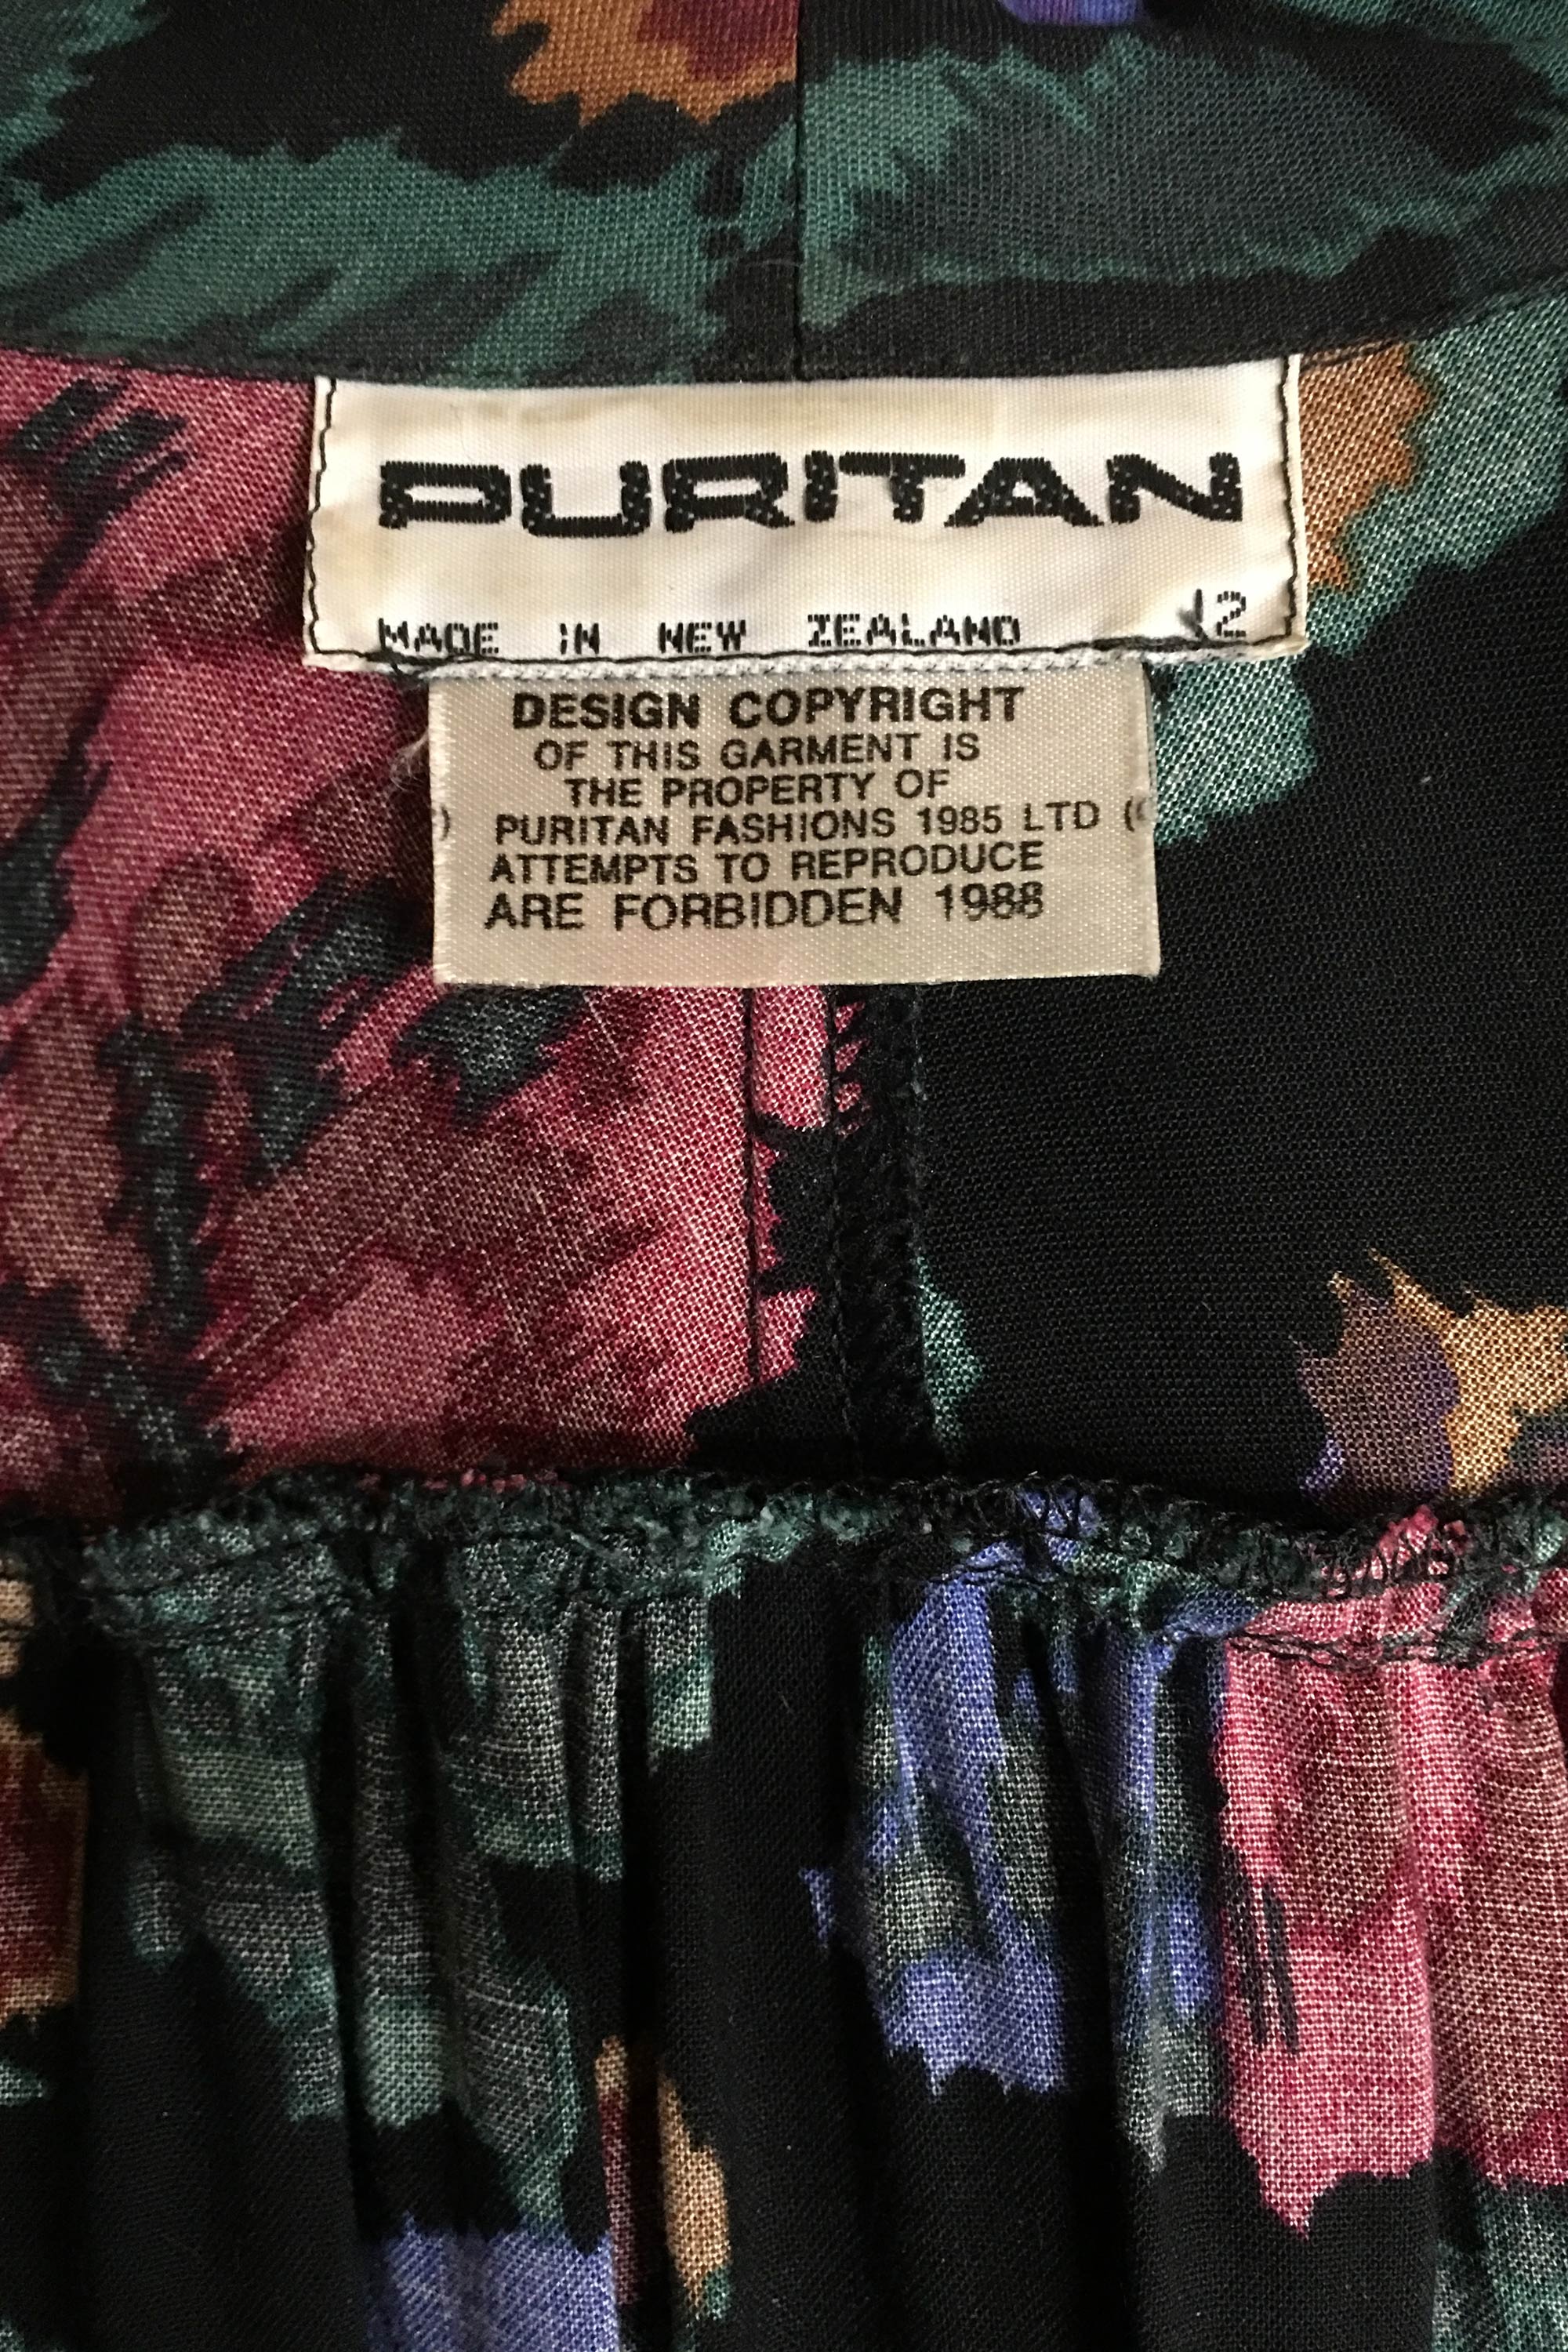 PURITAN
MADE IN NEW ZEALAND 12
DESIGN COPYRIGHT
OF THIS GARMENT IS
THE PROPERTY OF
PURITAN FASHIONS 1985 LTD
ATTEMPTS TO REPRODUCE
ARE FORBIDDEN 1988